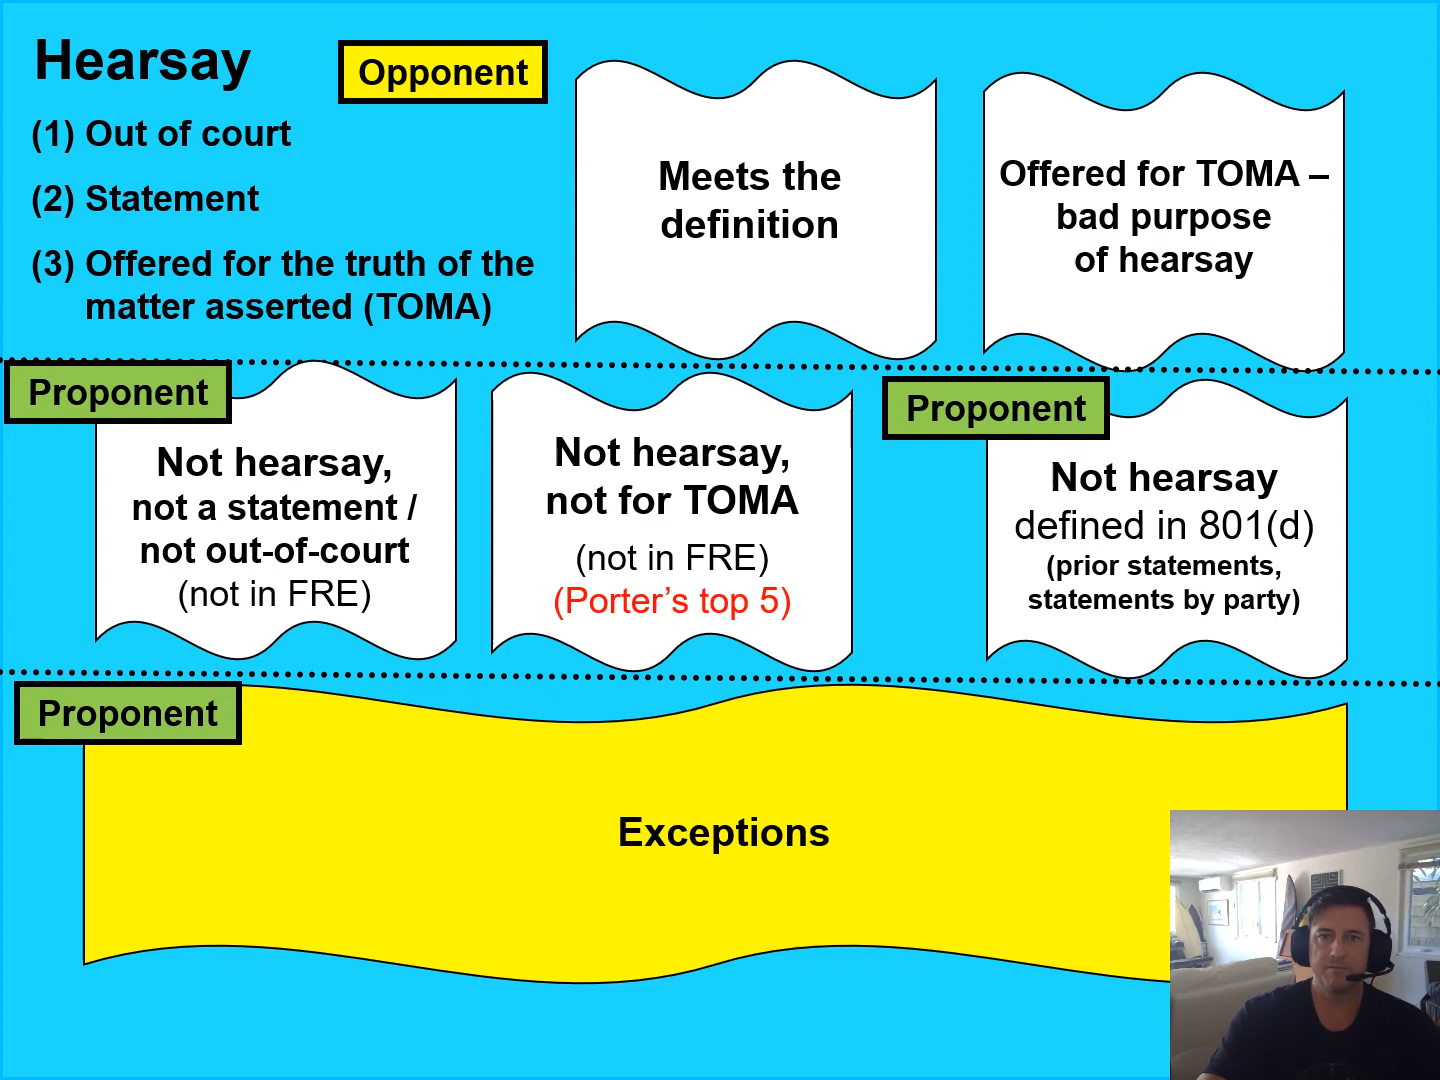 Hearsay
Opponent
(1) Out of court
(2) Statement
(3) Offered for the truth of the
matter asserted (TOMA)
Meets the
definition
Offered for TOMA –
bad purpose
of hearsay
Proponent
Not hearsay,
not a statement /
not out-of-court
(not in FRE)
Not hearsay,
not for TOMA
(not in FRE)
(Porter’s top 5)
Proponent
Not hearsay
defined in 801(d)
(prior statements,
statements by party)
Proponent
Exceptions